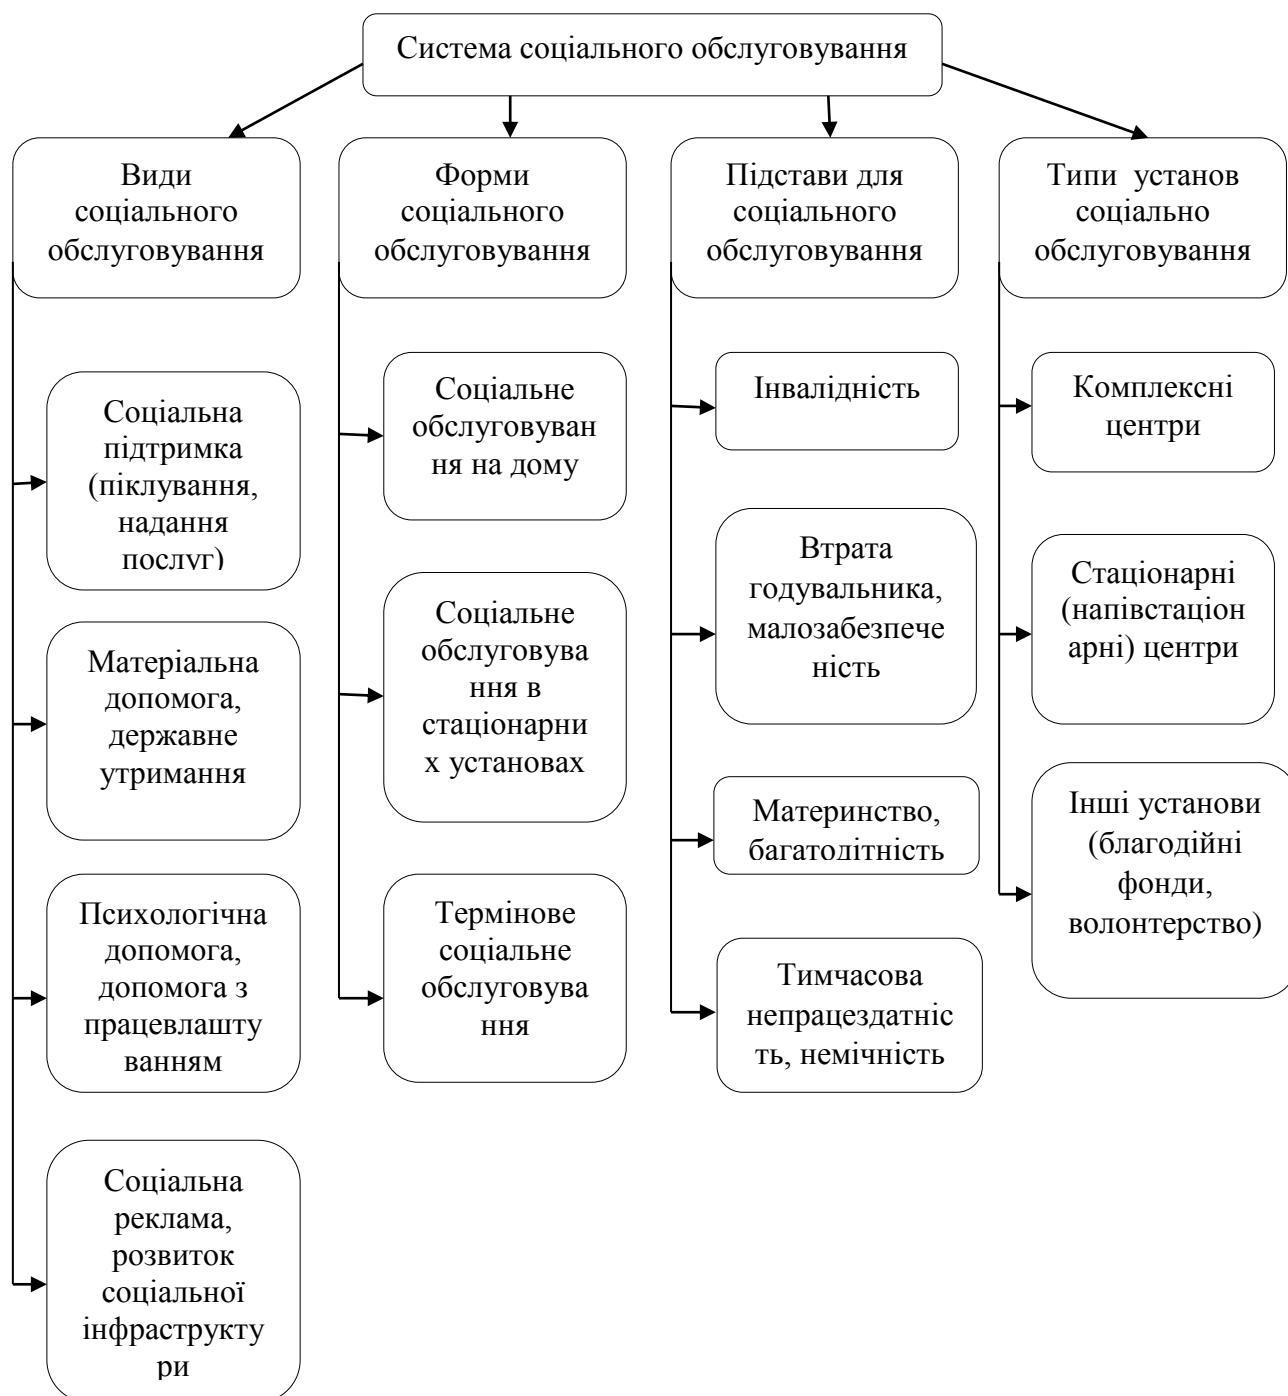 Система соціального обслуговування
Види
соціального
обслуговування
Форми
соціального
обслуговування
Підстави для
соціального
обслуговування
Типи установ
соціально
обслуговування
Соціальна
підтримка
(піклування,
надання
послуг)
Матеріальна
допомога,
державне
утримання
Психологічна
допомога,
допомога з
працевлашту
ванням
Соціальна
реклама,
розвиток
соціальної
інфраструкту
ри
Соціальне
обслуговуван
ня на дому
Соціальне
обслуговува
ння в
стаціонарни
х установах
Термінове
соціальне
обслуговува
ння
Інвалідність
Втрата
годувальника,
малозабезпече
ність
Материнство,
багатодітність
Тимчасова
непрацездатніс
ть, немічність
Комплексні
центри
Стаціонарні
(напівстаціон
арні) центри
Інші установи
(благодійні
фонди,
волонтерство)